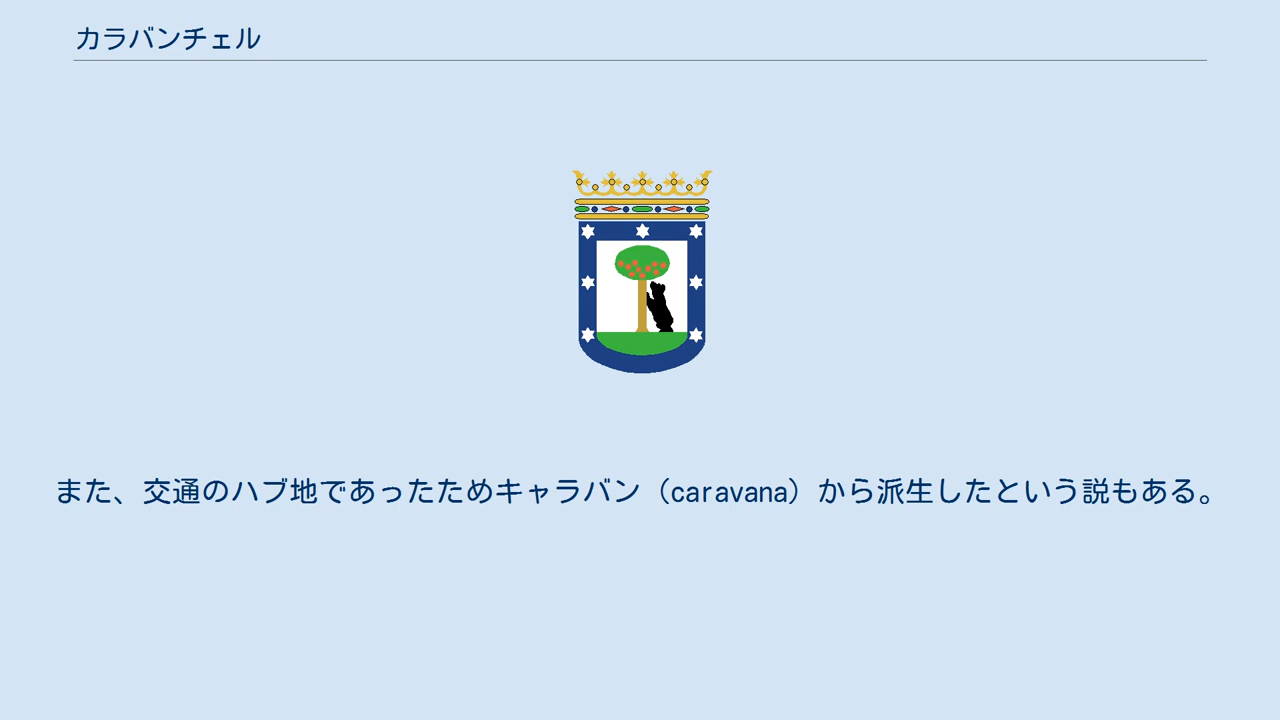 カラバンチェル
また、交通のハブ地であったためキャラバン（caravana）から派生したという説もある。